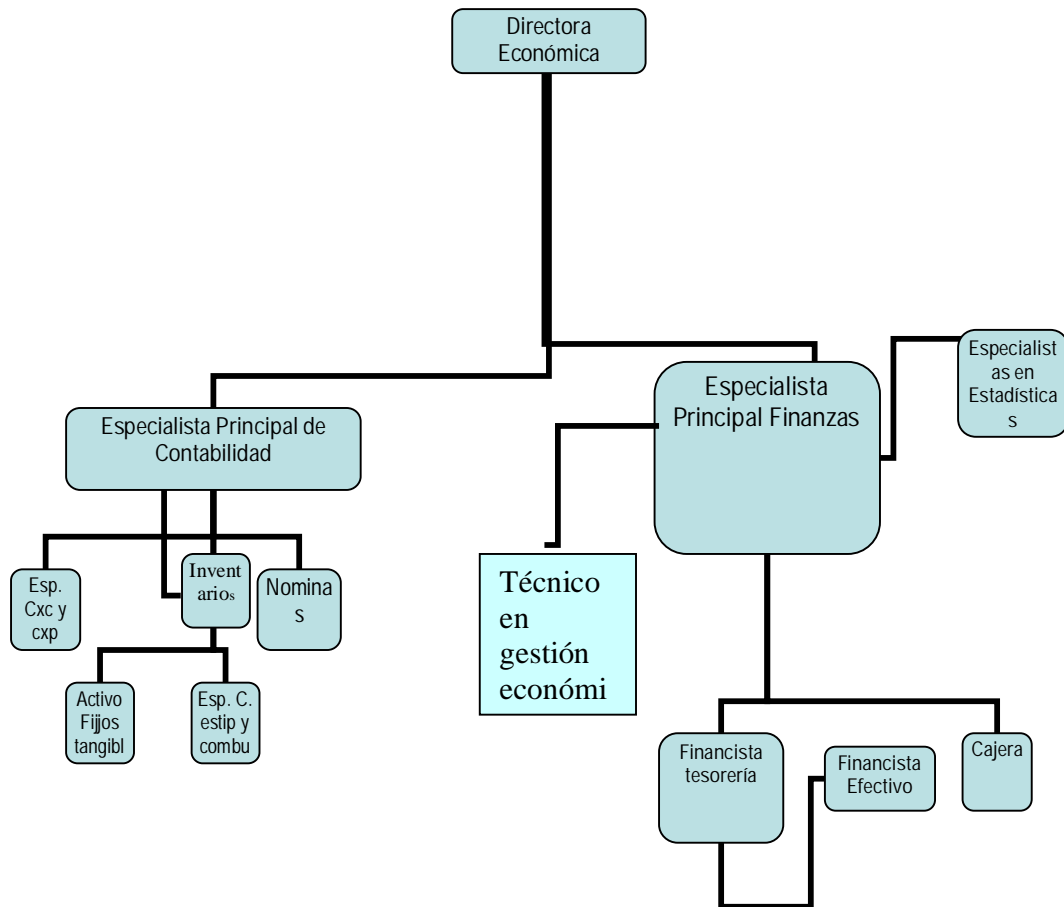 Directora
Económica
Especialista
Principal Finanzas
Especialist
as en
Estadística
s
Especialista Principal de
Contabilidad
Esp.
Cxc y
cxp
Invent
arios
Nomina
s
Técnico
en
gestión
económi
Activo
Fijjos
tangibl
Esp. C.
estip y
combu
Financista
tesorería
Financista
Efectivo
Cajera